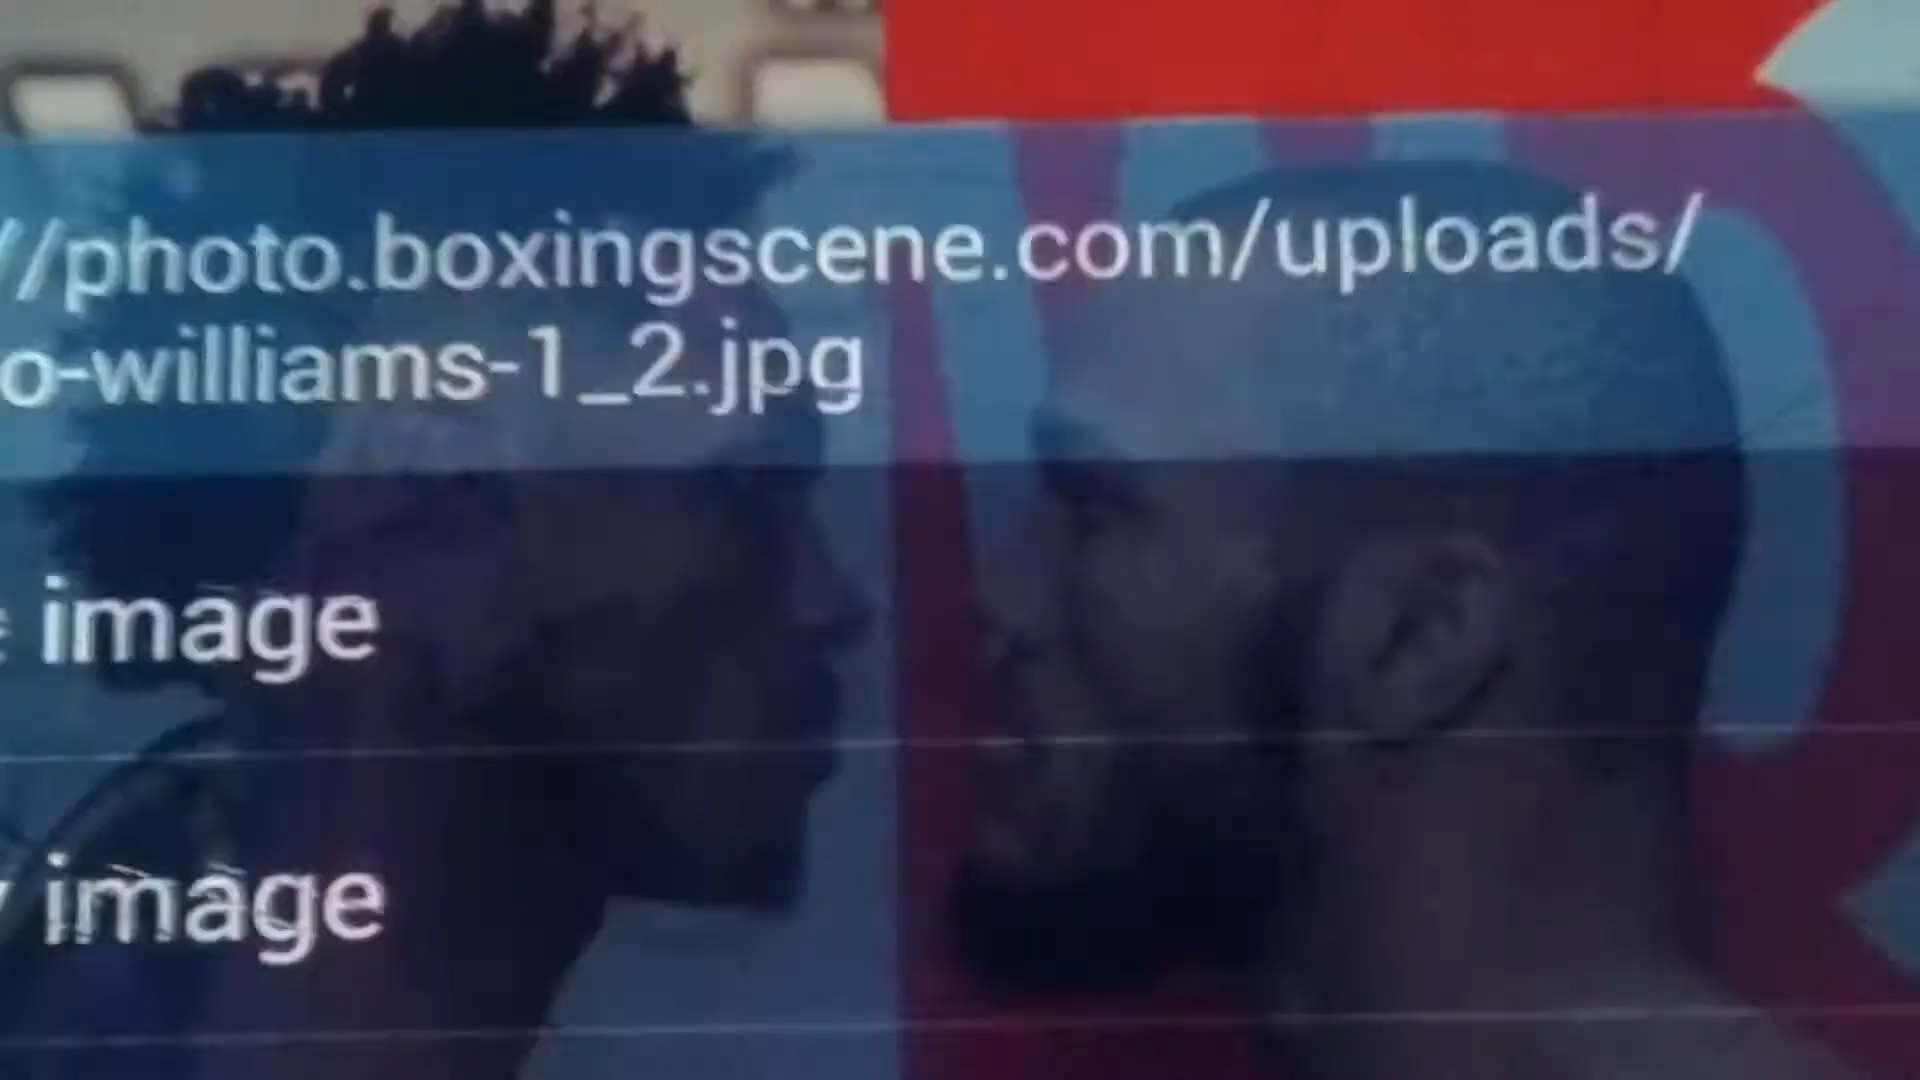 //photo.boxingscene.com/uploads/
o-williams-1_2.jpg
image
image